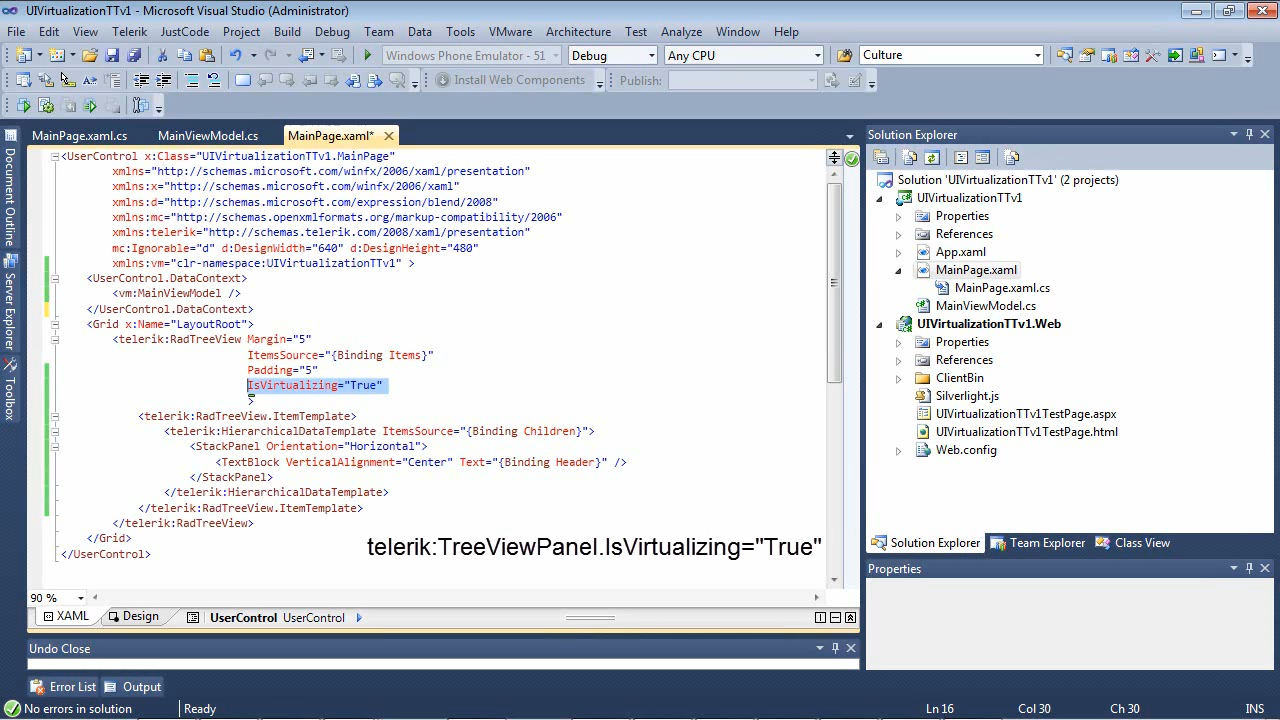 UIVirtualizationTTv1 - Microsoft Visual Studio (Administrator)
File Edit View Telerik JustCode Project Build Debug Team Data Tools VMware Architecture Test Analyze Window Help
Windows Phone Emulator - 51 Debug Any CPU Culture
Install Web Components Publish:
MainPage.xaml.cs MainViewModel.cs MainPage.xaml*
Document Outline
Server Explorer
Toolbox
<UserControl x:Class="UIVirtualizationTTv1.MainPage"
xmlns="http://schemas.microsoft.com/winfx/2006/xaml/presentation"
xmlns:x="http://schemas.microsoft.com/winfx/2006/xaml"
xmlns:d="http://schemas.microsoft.com/expression/blend/2008"
xmlns:mc="http://schemas.openxmlformats.org/markup-compatibility/2006"
xmlns:telerik="http://schemas.telerik.com/2008/xaml/presentation"
mc:Ignorable="d" d:DesignWidth="640" d:DesignHeight="480"
xmlns:vm="clr-namespace:UIVirtualizationTTv1" >
<UserControl.DataContext>
<vm:MainViewModel />
</UserControl.DataContext>
<Grid x:Name="LayoutRoot">
<telerik:RadTreeView Margin="5"
ItemsSource="{Binding Items}"
Padding="5"
IsVirtualizing="True"
>
<telerik:RadTreeView.ItemTemplate>
<telerik:HierarchicalDataTemplate ItemsSource="{Binding Children}">
<StackPanel Orientation="Horizontal">
<TextBlock VerticalAlignment="Center" Text="{Binding Header}" />
</StackPanel>
</telerik:HierarchicalDataTemplate>
</telerik:RadTreeView.ItemTemplate>
</telerik:RadTreeView>
</Grid>
</UserControl>
telerik:TreeViewPanel.IsVirtualizing="True"
90 %
XAML Design UserControl UserControl
Undo Close
Error List Output
Solution Explorer
Solution 'UIVirtualizationTTv1' (2 projects)
UIVirtualizationTTv1
Properties
References
App.xaml
MainPage.xaml
MainPage.xaml.cs
MainViewModel.cs
UIVirtualizationTTv1.Web
Properties
References
ClientBin
Silverlight.js
UIVirtualizationTTv1TestPage.aspx
UIVirtualizationTTv1TestPage.html
Web.config
Solution Explorer Team Explorer Class View
Properties
No errors in solution Ready Ln 16 Col 30 Ch 30 INS